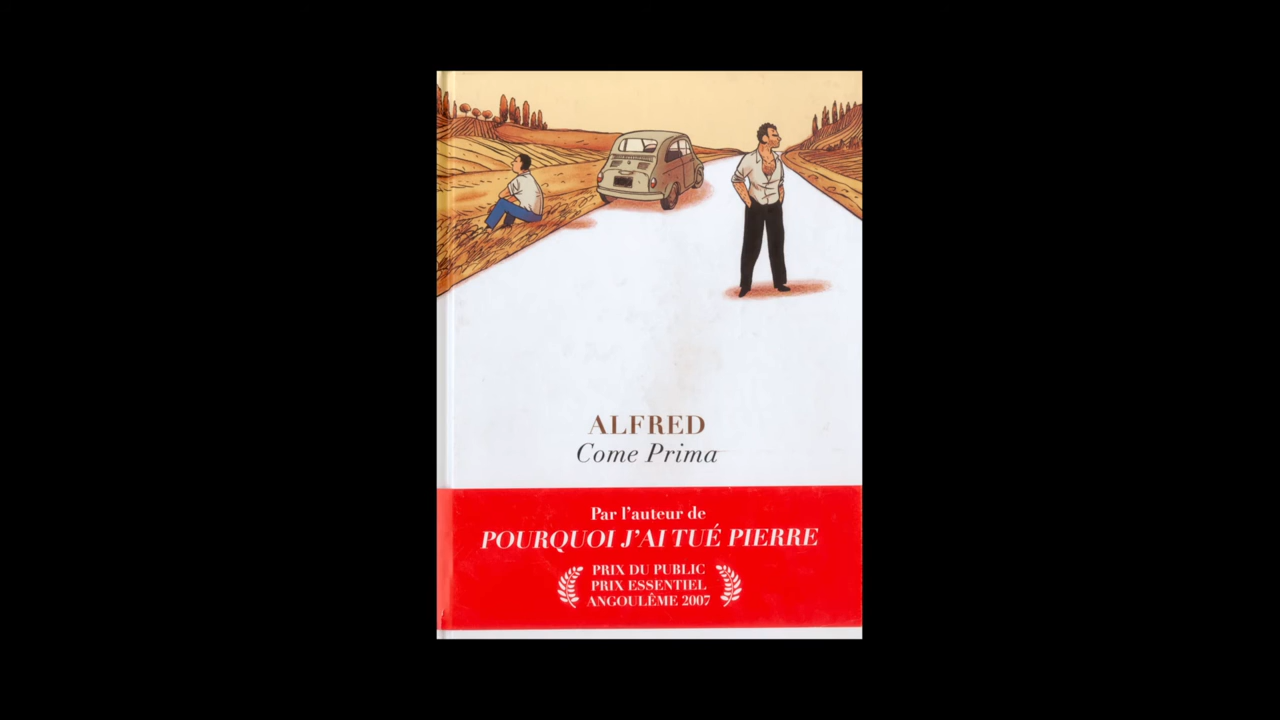 ALFRED
Come Prima
Par l'auteur de
POURQUOI J'AI TUÉ PIERRE
PRIX DU PUBLIC
PRIX ESSENTIEL
ANGOULÊME 2007